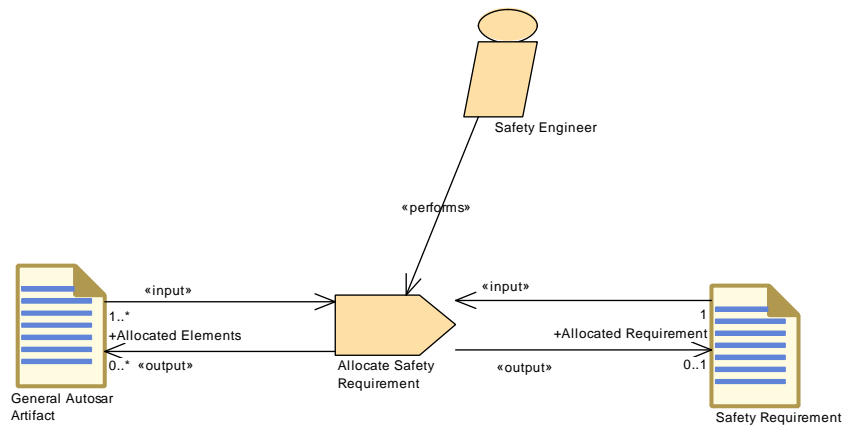 Safety Engineer
«performs»
«input»
«input»
1..*
1
+Allocated Elements
+Allocated Requirement
0..*
«output»
Allocate Safety
Requirement
«output»
0..1
General Autosar
Artifact
Safety Requirement